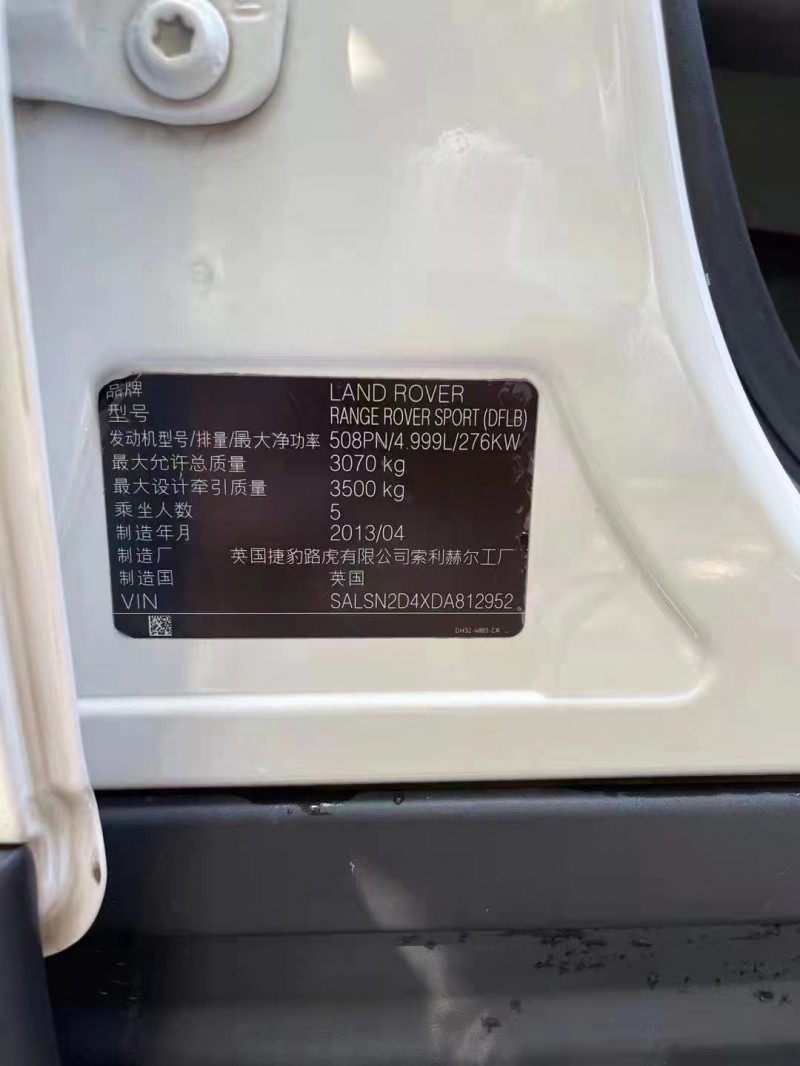 品牌 LAND ROVER
型号 RANGE ROVER SPORT (DFLB)
发动机型号/排量/最大净功率 508PN/4.999L/276KW
最大允许总质量 3070 kg
最大设计牵引质量 3500 kg
乘坐人数 5
制造年月 2013/04
制造厂 英国捷豹路虎有限公司索利赫尔工厂
制造国 英国
VIN SALSN2D4XDA812952